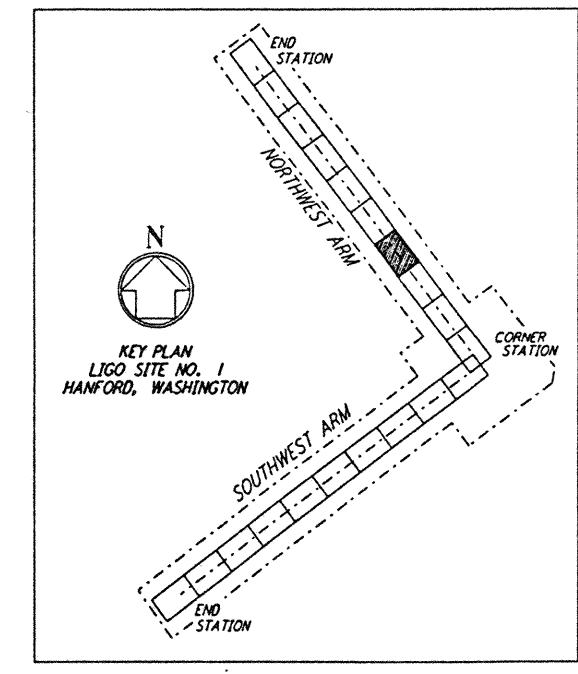 END
STATION
NORTHWEST ARM
N
KEY PLAN
LIGO SITE NO. 1
HANFORD, WASHINGTON
CORNER
STATION
SOUTHWEST ARM
END
STATION